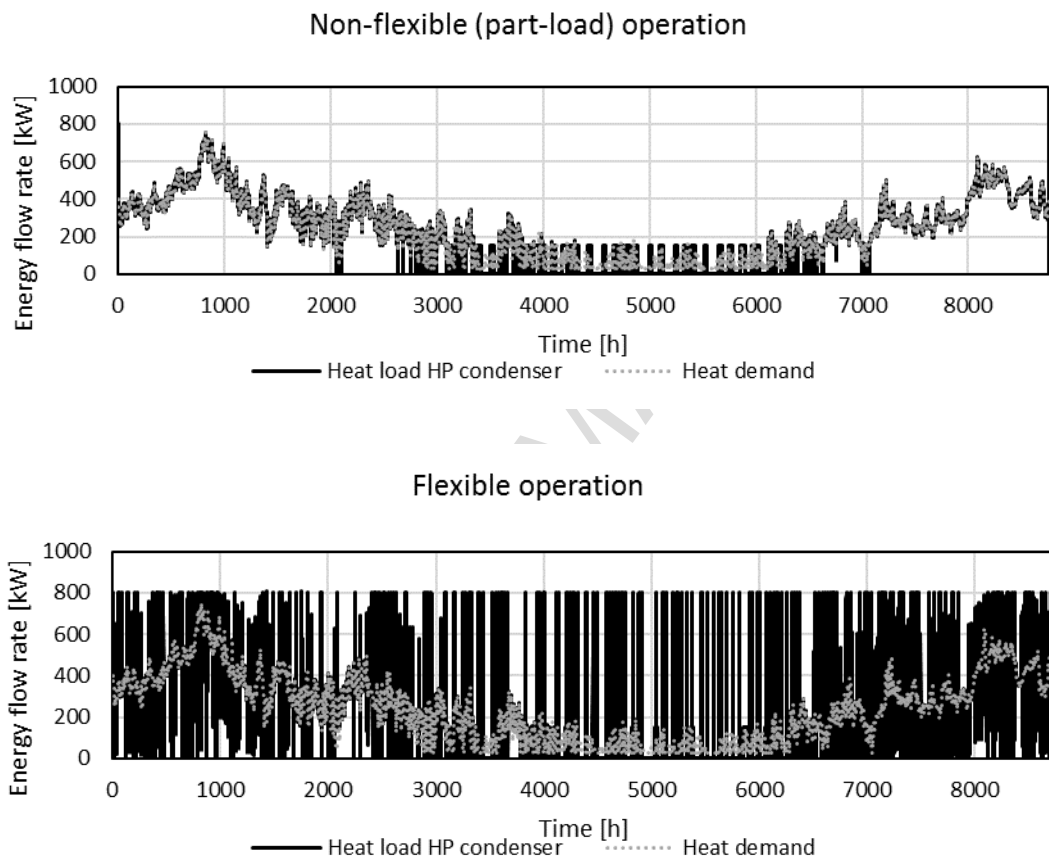 Non-flexible (part-load) operation
Energy flow rate [kW]
1000
800
600
400
200
0
0 1000 2000 3000 4000 5000 6000 7000 8000
Time [h]
Heat load HP condenser Heat demand
Flexible operation
Energy flow rate [kW]
1000
800
600
400
200
0
0 1000 2000 3000 4000 5000 6000 7000 8000
Time [h]
Heat load HP condenser Heat demand